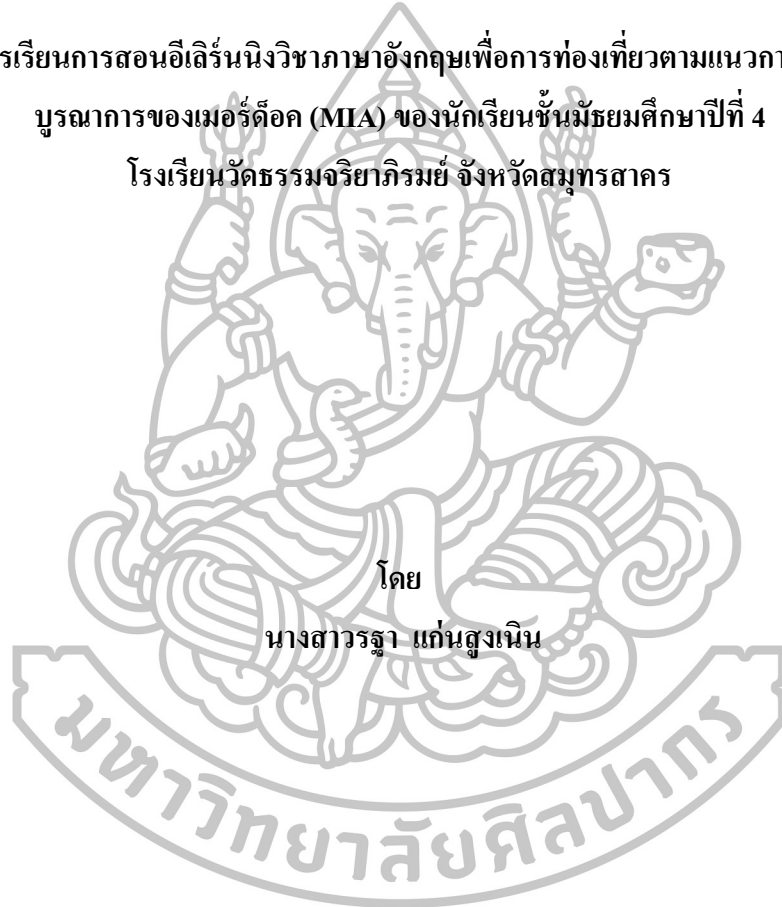 รเรียนการสอนอีเลิร์นนิงวิชาภาษาอังกฤษเพื่อการท่องเที่ยวตามแนวกา
บูรณาการของเมอร์ด็อค (MIA) ของนักเรียนชั้นมัธยมศึกษาปีที่ 4
โรงเรียนวัดธรรมจริยาภิรมย์ จังหวัดสมุทรสาคร
โดย
นางสาวรฐา แก่นสูงเนิน
มหาวิทยาลัยศิลปากร